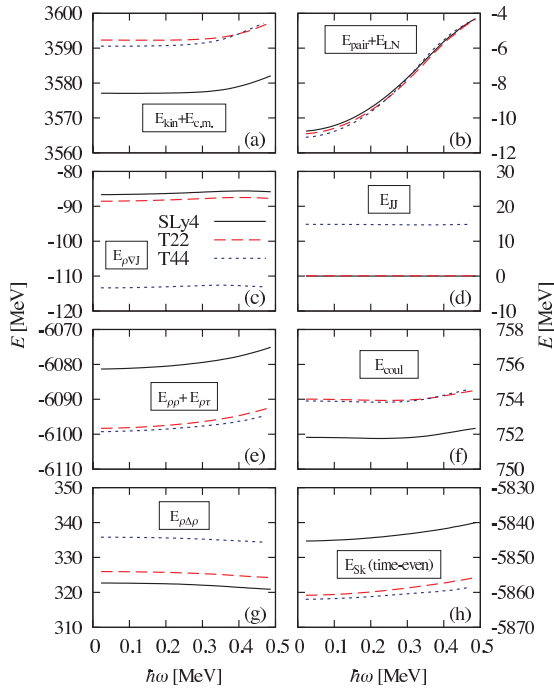 3600
3590
3580
3570
3560
E_kin+E_c.m.
(a)
E_pair+E_LN
(b)
-4
-6
-8
-10
-12
-80
-90
-100
-110
-120
SLy4
T22
T44
E_ρ∇J
(c)
E_JJ
(d)
30
20
10
0
-10
E [MeV]
E [MeV]
-6070
-6080
-6090
-6100
-6110
E_ρρ+E_ρτ
(e)
E_coul
(f)
758
756
754
752
750
350
340
330
320
310
E_ρΔρ
(g)
E_Sk (time-even)
(h)
-5830
-5840
-5850
-5860
-5870
0 0.1 0.2 0.3 0.4 0.5
0 0.1 0.2 0.3 0.4 0.5
ħω [MeV]
ħω [MeV]